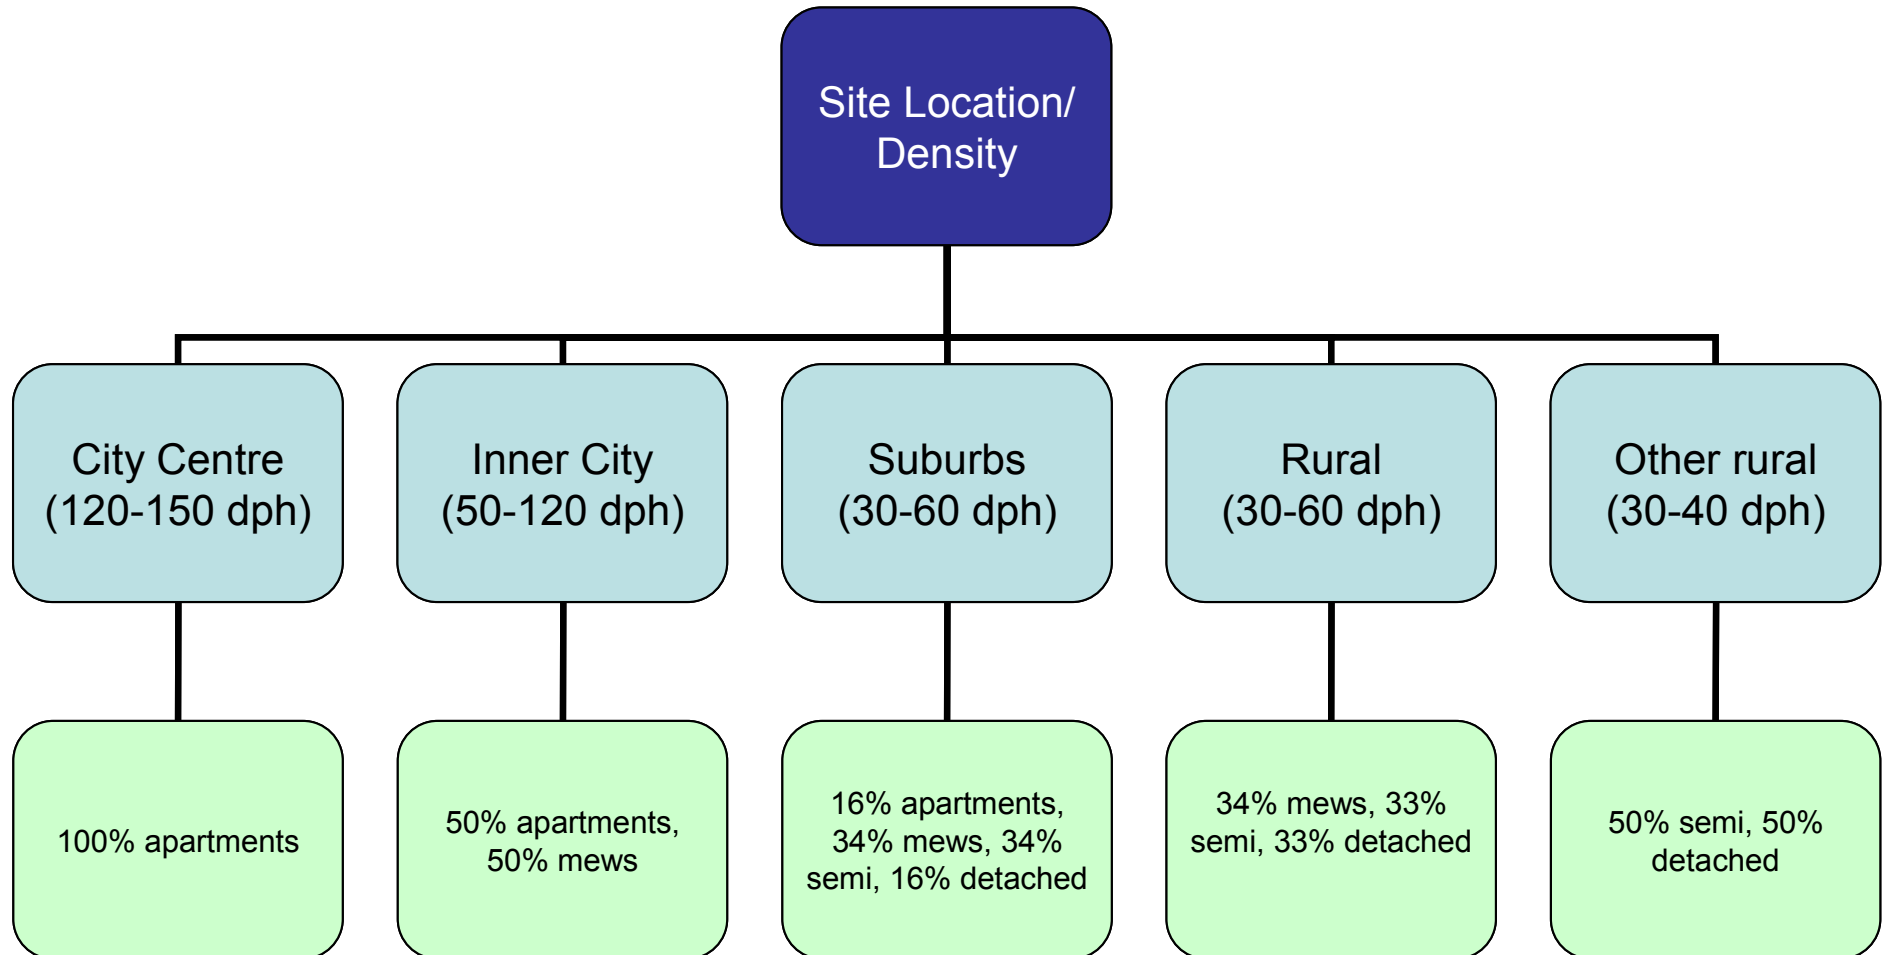 Site Location/
Density
City Centre
(120-150 dph)
Inner City
(50-120 dph)
Suburbs
(30-60 dph)
Rural
(30-60 dph)
Other rural
(30-40 dph)
100% apartments
50% apartments,
50% mews
16% apartments,
34% mews, 34%
semi, 16% detached
34% mews, 33%
semi, 33% detached
50% semi, 50%
detached